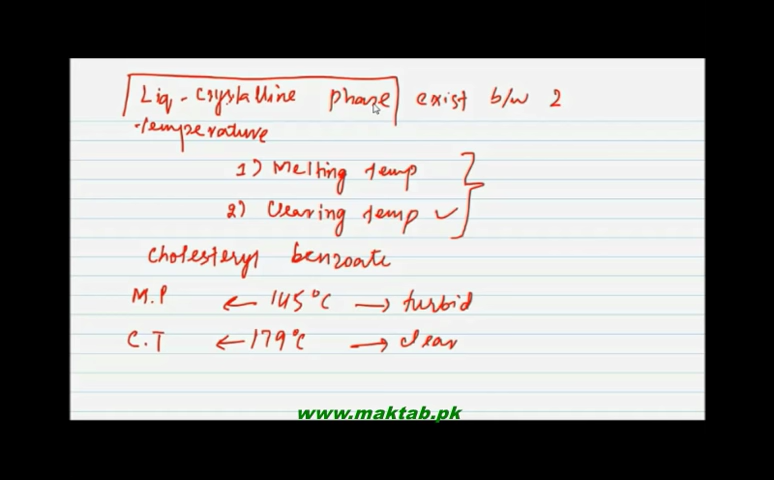 Liq-crystalline phase exist b/w 2
temperature
1) Melting temp
2) Clearing temp ✓
Cholesteryl benzoate
M.P ← 145°C → turbid
C.T ← 179°C → clear
www.maktab.pk